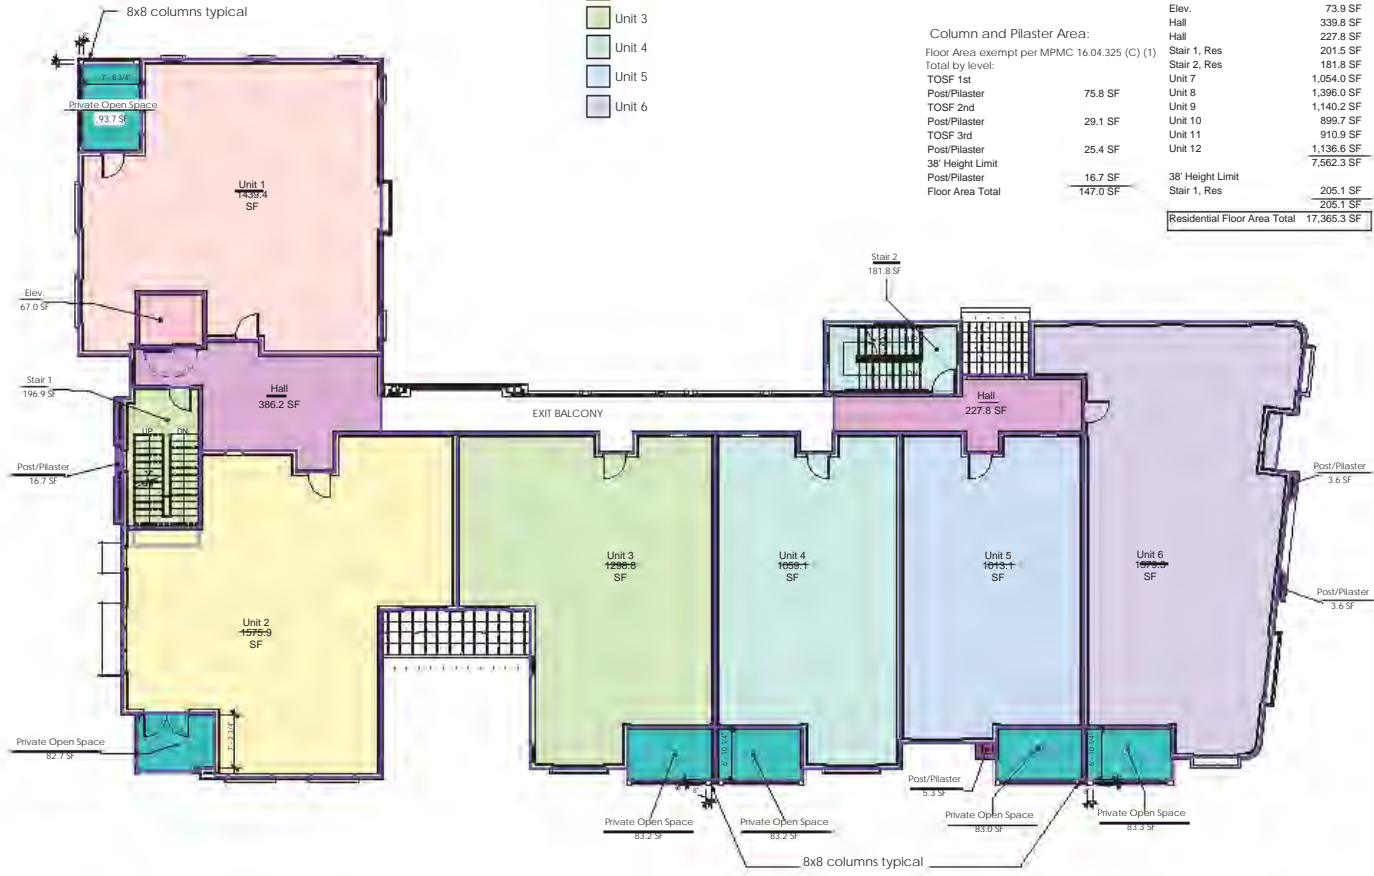 8x8 columns typical
Unit 3
Unit 4
Unit 5
Unit 6
Column and Pilaster Area:
Floor Area exempt per MPMC 16.04.325 (C) (1)
Total by level:
TOSF 1st
Post/Pilaster 75.8 SF
TOSF 2nd
Post/Pilaster 29.1 SF
TOSF 3rd
Post/Pilaster 25.4 SF
38' Height Limit
Post/Pilaster 16.7 SF
Floor Area Total 147.0 SF
Elev. 73.9 SF
Hall 339.8 SF
Hall 227.8 SF
Stair 1, Res 201.5 SF
Stair 2, Res 181.8 SF
Unit 7 1,054.0 SF
Unit 8 1,396.0 SF
Unit 9 1,140.2 SF
Unit 10 899.7 SF
Unit 11 910.9 SF
Unit 12 1,136.6 SF
7,562.3 SF
38' Height Limit
Stair 1, Res 205.1 SF
205.1 SF
Residential Floor Area Total 17,365.3 SF
7' - 8 3/4"
Private Open Space
93.7 SF
Unit 1
1439.4
SF
Elev.
67.0 SF
Stair 1
196.9 SF
Hall
386.2 SF
UP DN
Post/Pilaster
16.7 SF
Stair 2
181.8 SF
EXIT BALCONY
Hall
227.8 SF
Post/Pilaster
3.6 SF
Post/Pilaster
3.6 SF
Unit 2
1575.9
SF
Unit 3
1298.8
SF
Unit 4
1059.1
SF
Unit 5
1013.1
SF
Unit 6
SF
7' - 2 3/4"
Private Open Space
82.7 SF
6' - 10 1/4"
Post/Pilaster
5.3 SF
Private Open Space
83.2 SF
Private Open Space
83.2 SF
Private Open Space
83.0 SF
Private Open Space
83.3 SF
8x8 columns typical